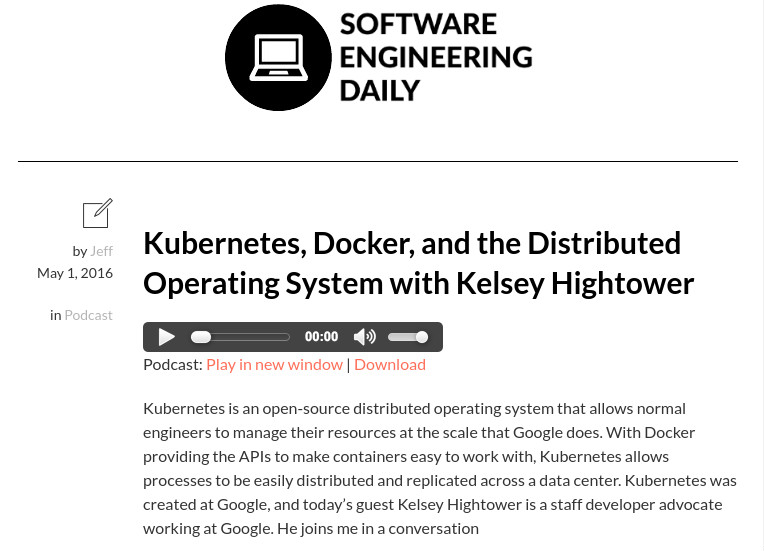 SOFTWARE
ENGINEERING
DAILY
by Jeff
May 1, 2016
in Podcast
Kubernetes, Docker, and the Distributed
Operating System with Kelsey Hightower
00:00
Podcast: Play in new window | Download
Kubernetes is an open-source distributed operating system that allows normal
engineers to manage their resources at the scale that Google does. With Docker
providing the APIs to make containers easy to work with, Kubernetes allows
processes to be easily distributed and replicated across a data center. Kubernetes was
created at Google, and today’s guest Kelsey Hightower is a staff developer advocate
working at Google. He joins me in a conversation